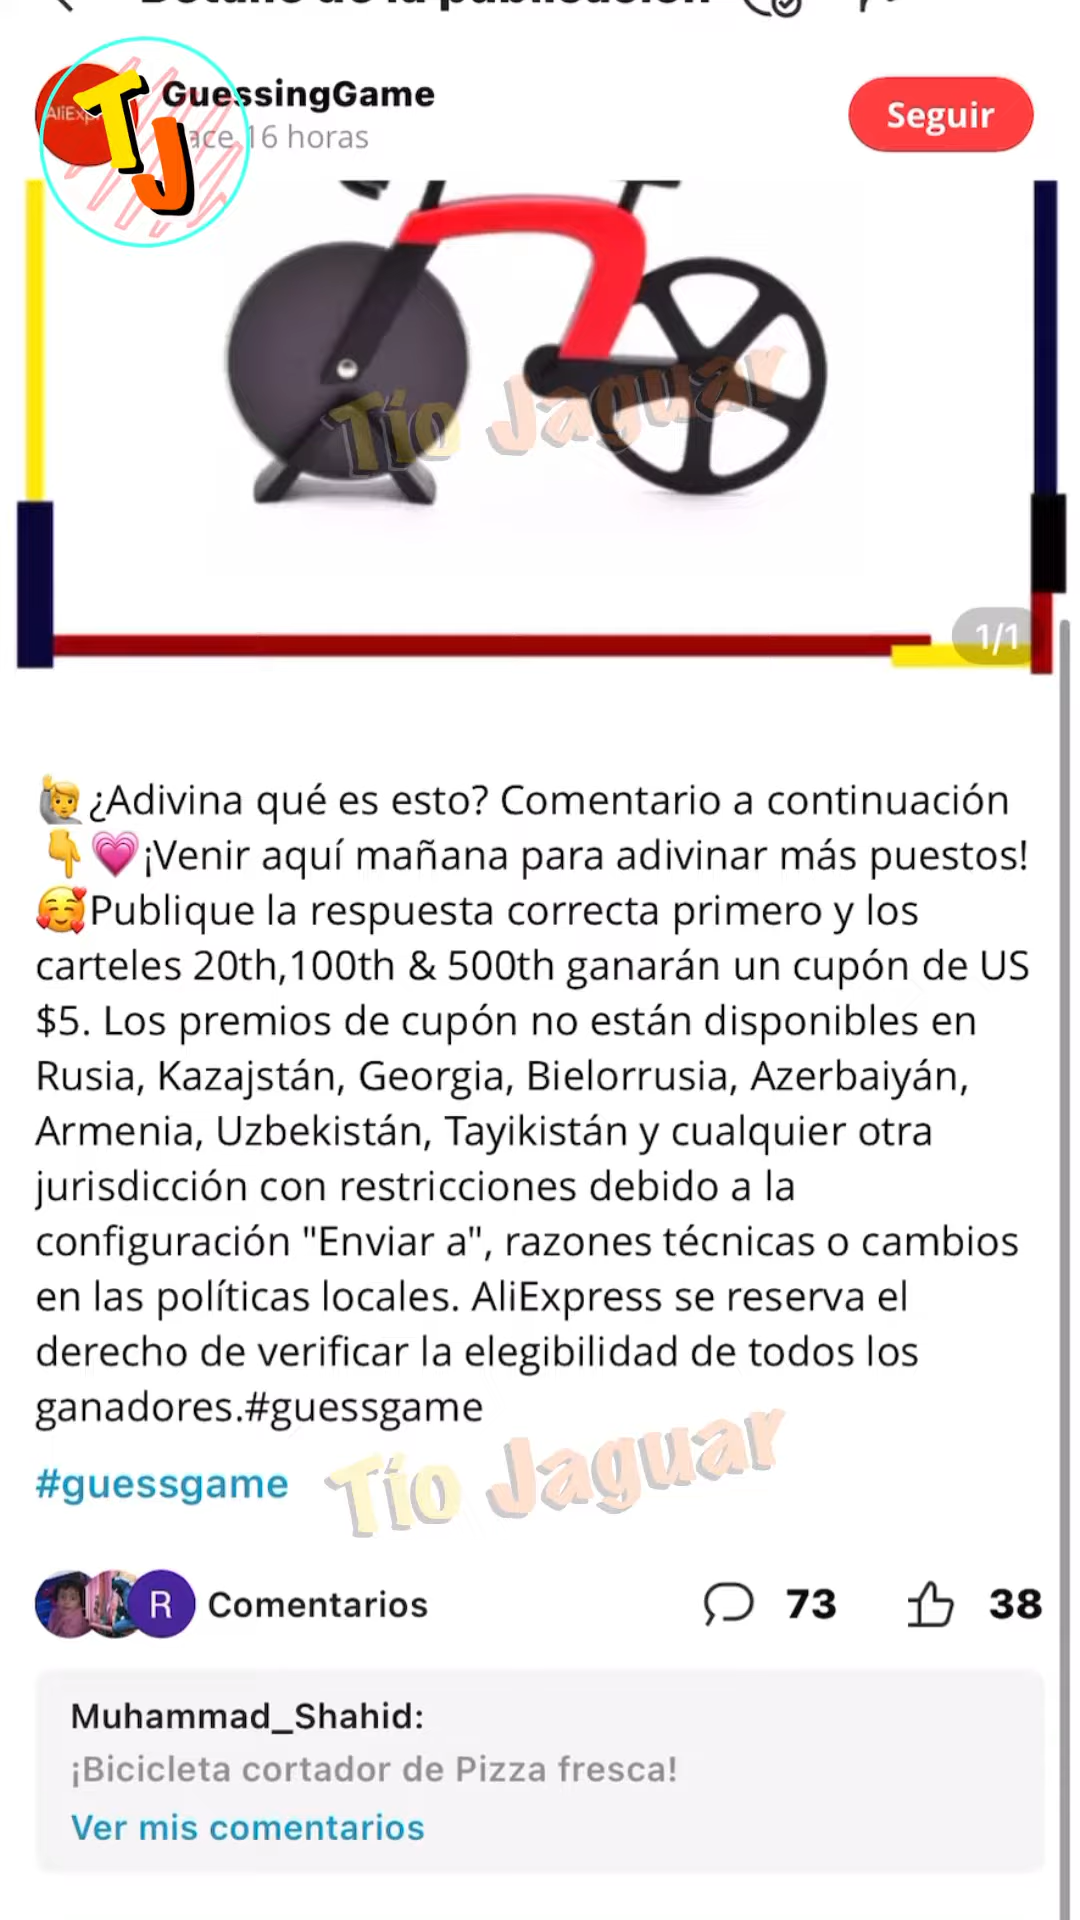 Detalle de la publicación
GuessingGame
ace 16 horas
Seguir
AliExp
TJ
Tío Jaguar
1/1
¿Adivina qué es esto? Comentario a continuación
¡Venir aquí mañana para adivinar más puestos!
Publique la respuesta correcta primero y los
carteles 20th,100th & 500th ganarán un cupón de US
$5. Los premios de cupón no están disponibles en
Rusia, Kazajstán, Georgia, Bielorrusia, Azerbaiyán,
Armenia, Uzbekistán, Tayikistán y cualquier otra
jurisdicción con restricciones debido a la
configuración "Enviar a", razones técnicas o cambios
en las políticas locales. AliExpress se reserva el
derecho de verificar la elegibilidad de todos los
ganadores.#guessgame
#guessgame
Tío Jaguar
R
Comentarios
73
38
Muhammad_Shahid:
¡Bicicleta cortador de Pizza fresca!
Ver mis comentarios